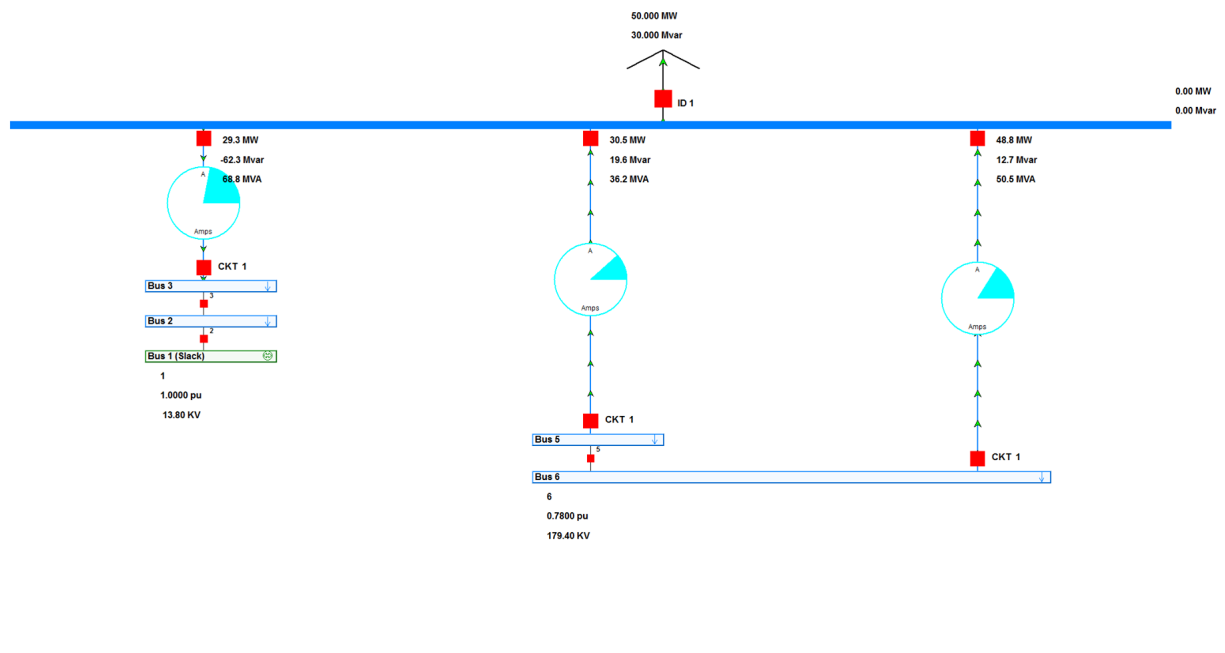 50.000 MW
30.000 Mvar
ID 1
0.00 MW
0.00 Mvar
29.3 MW
-62.3 Mvar
68.8 MVA
A
Amps
CKT 1
Bus 3
3
Bus 2
2
Bus 1 (Slack)
1
1.0000 pu
13.80 KV
30.5 MW
19.6 Mvar
36.2 MVA
A
Amps
CKT 1
Bus 5
5
Bus 6
6
0.7800 pu
179.40 KV
48.8 MW
12.7 Mvar
50.5 MVA
A
Amps
CKT 1